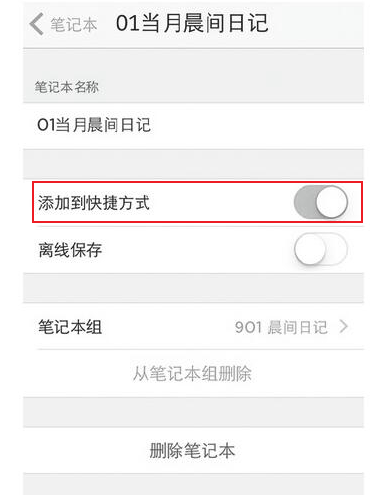 笔记本 01当月晨间日记
笔记本名称
01当月晨间日记
添加到快捷方式
离线保存
笔记本组 901 晨间日记
从笔记本组删除
删除笔记本